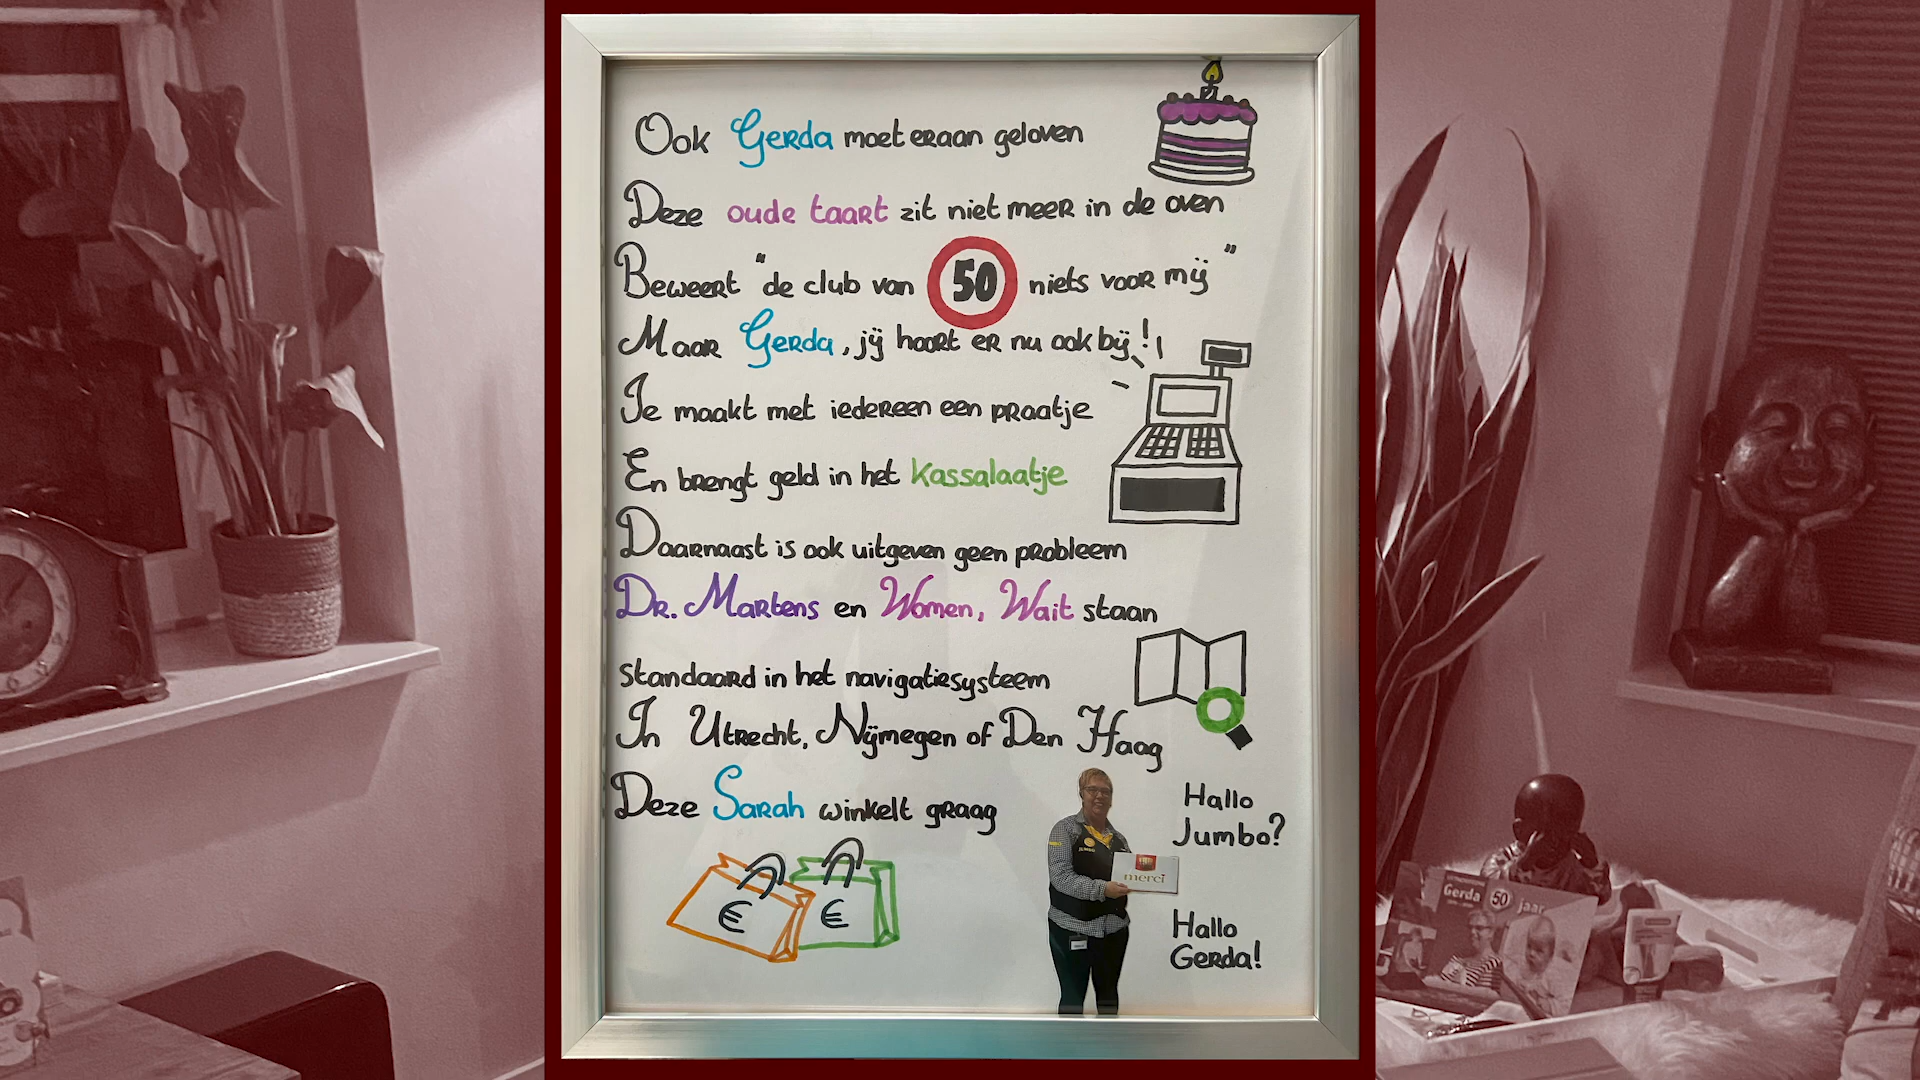 Ook Gerda moet eraan geloven
Deze oude taart zit niet meer in de oven
Beweert "de club van 50 niets voor mij"
Maar Gerda, jij hoort er nu ook bij!
Je maakt met iedereen een praatje
En brengt geld in het kassalaatje
Daarnaast is ook uitgeven geen probleem
Dr. Martens en Women, Wait staan
standaard in het navigatiesysteem
In Utrecht, Nijmegen of Den Haag
Deze Sarah winkelt graag
Hallo
Jumbo?
JUMBO
merci
€ €
Hallo
Gerda!
Gerda 50 jaar